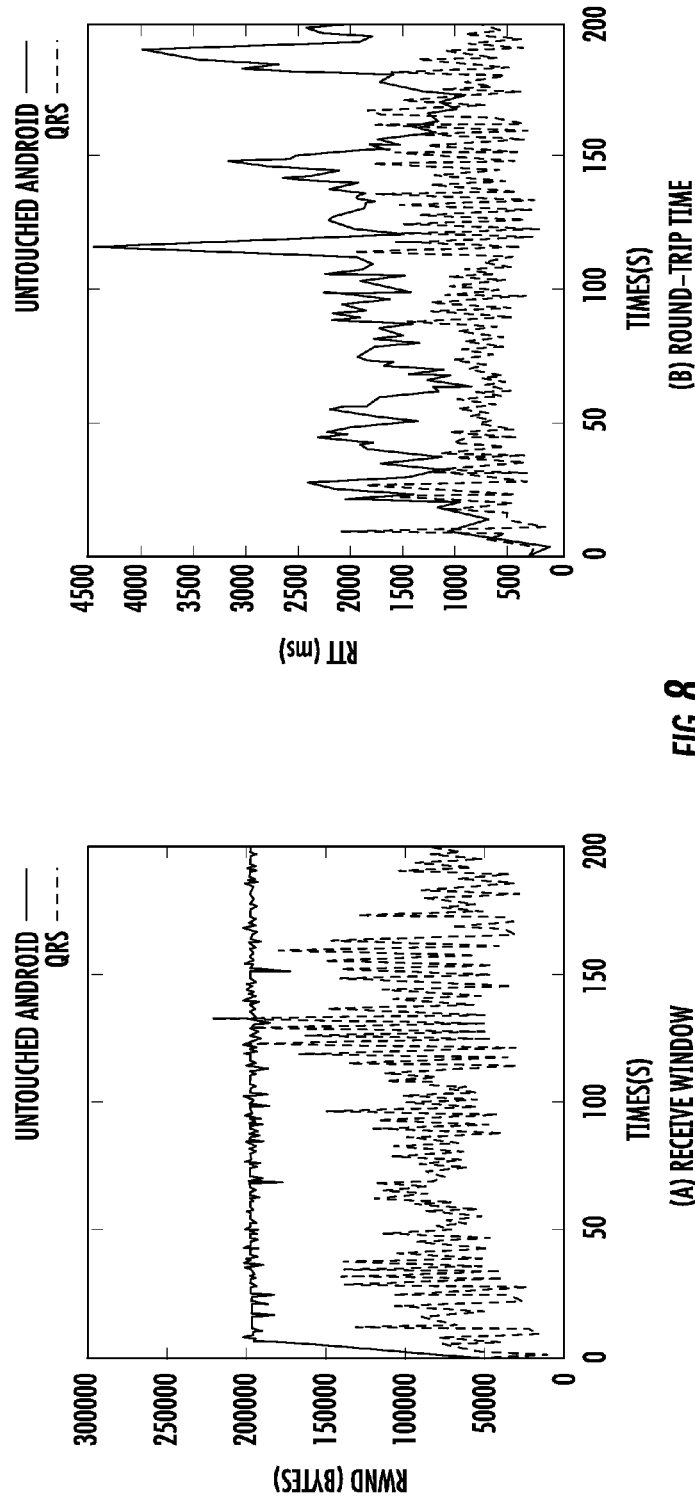 UNTOUCHED ANDROID
QRS
300000
200000
200000
150000
100000
50000
0
RWND (BYTES)
0
50
100
150
200
TIMES(S)
(A) RECEIVE WINDOW
UNTOUCHED ANDROID
QRS
4500
4000
3500
3000
2500
2000
1500
1000
500
0
RTT (ms)
0
50
100
150
200
TIMES(S)
(B) ROUND-TRIP TIME
FIG. 8